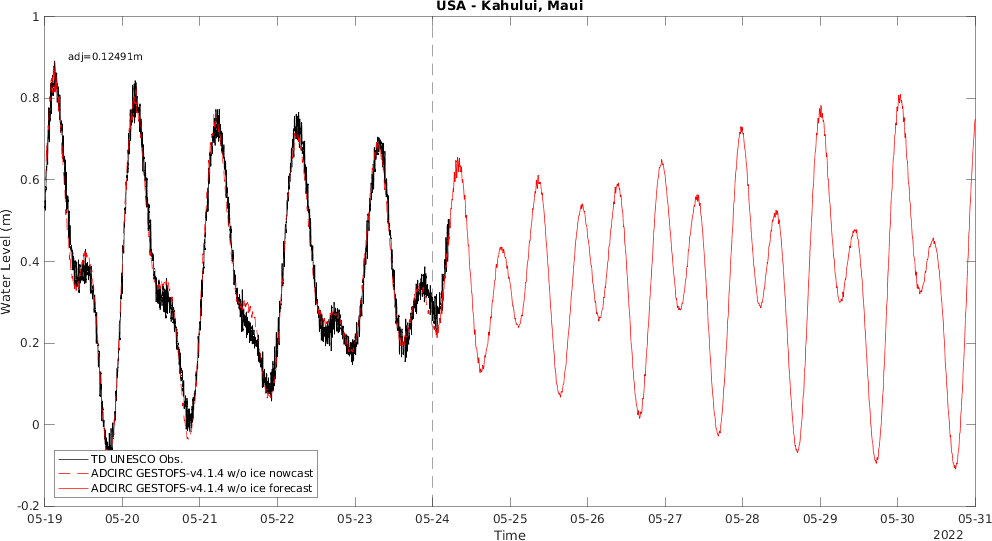 USA - Kahului, Maui
adj=0.12491m
1
0.8
0.6
0.4
0.2
0
-0.2
Water Level (m)
TD UNESCO Obs.
ADCIRC GESTOFS-v4.1.4 w/o ice nowcast
ADCIRC GESTOFS-v4.1.4 w/o ice forecast
05-19 05-20 05-21 05-22 05-23 05-24 05-25 05-26 05-27 05-28 05-29 05-30 05-31
Time
2022